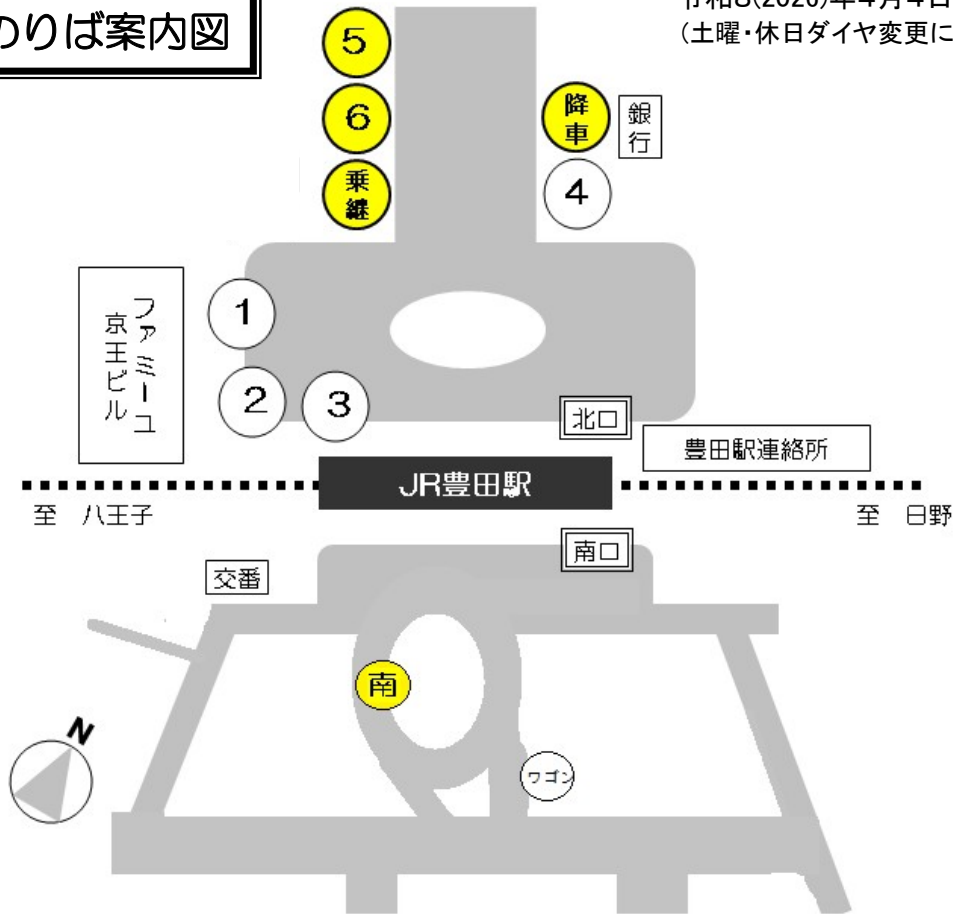 のりば案内図
令和8(2026)年4月4日
(土曜・休日ダイヤ変更に
5
6
乗継
降車
銀行
4
ファミーユ
京王ビル
1
2
3
北口
豊田駅連絡所
JR豊田駅
至 八王子
至 日野
南口
交番
南
N
ワゴン